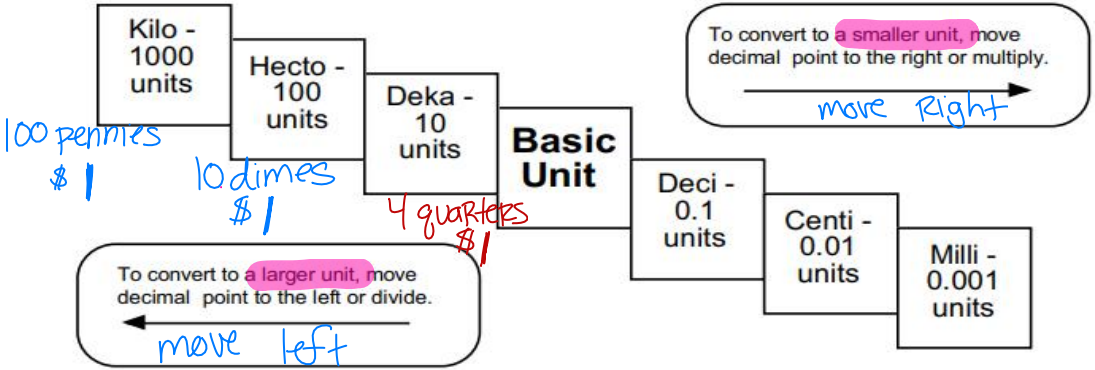 Kilo -
1000
units
Hecto -
100
units
Deka -
10
units
Basic
Unit
Deci -
0.1
units
Centi -
0.01
units
Milli -
0.001
units
To convert to a smaller unit, move
decimal point to the right or multiply.
move Right
100 pennies
$ 1
10 dimes
$ 1
4 quarters
$1
To convert to a larger unit, move
decimal point to the left or divide.
move left